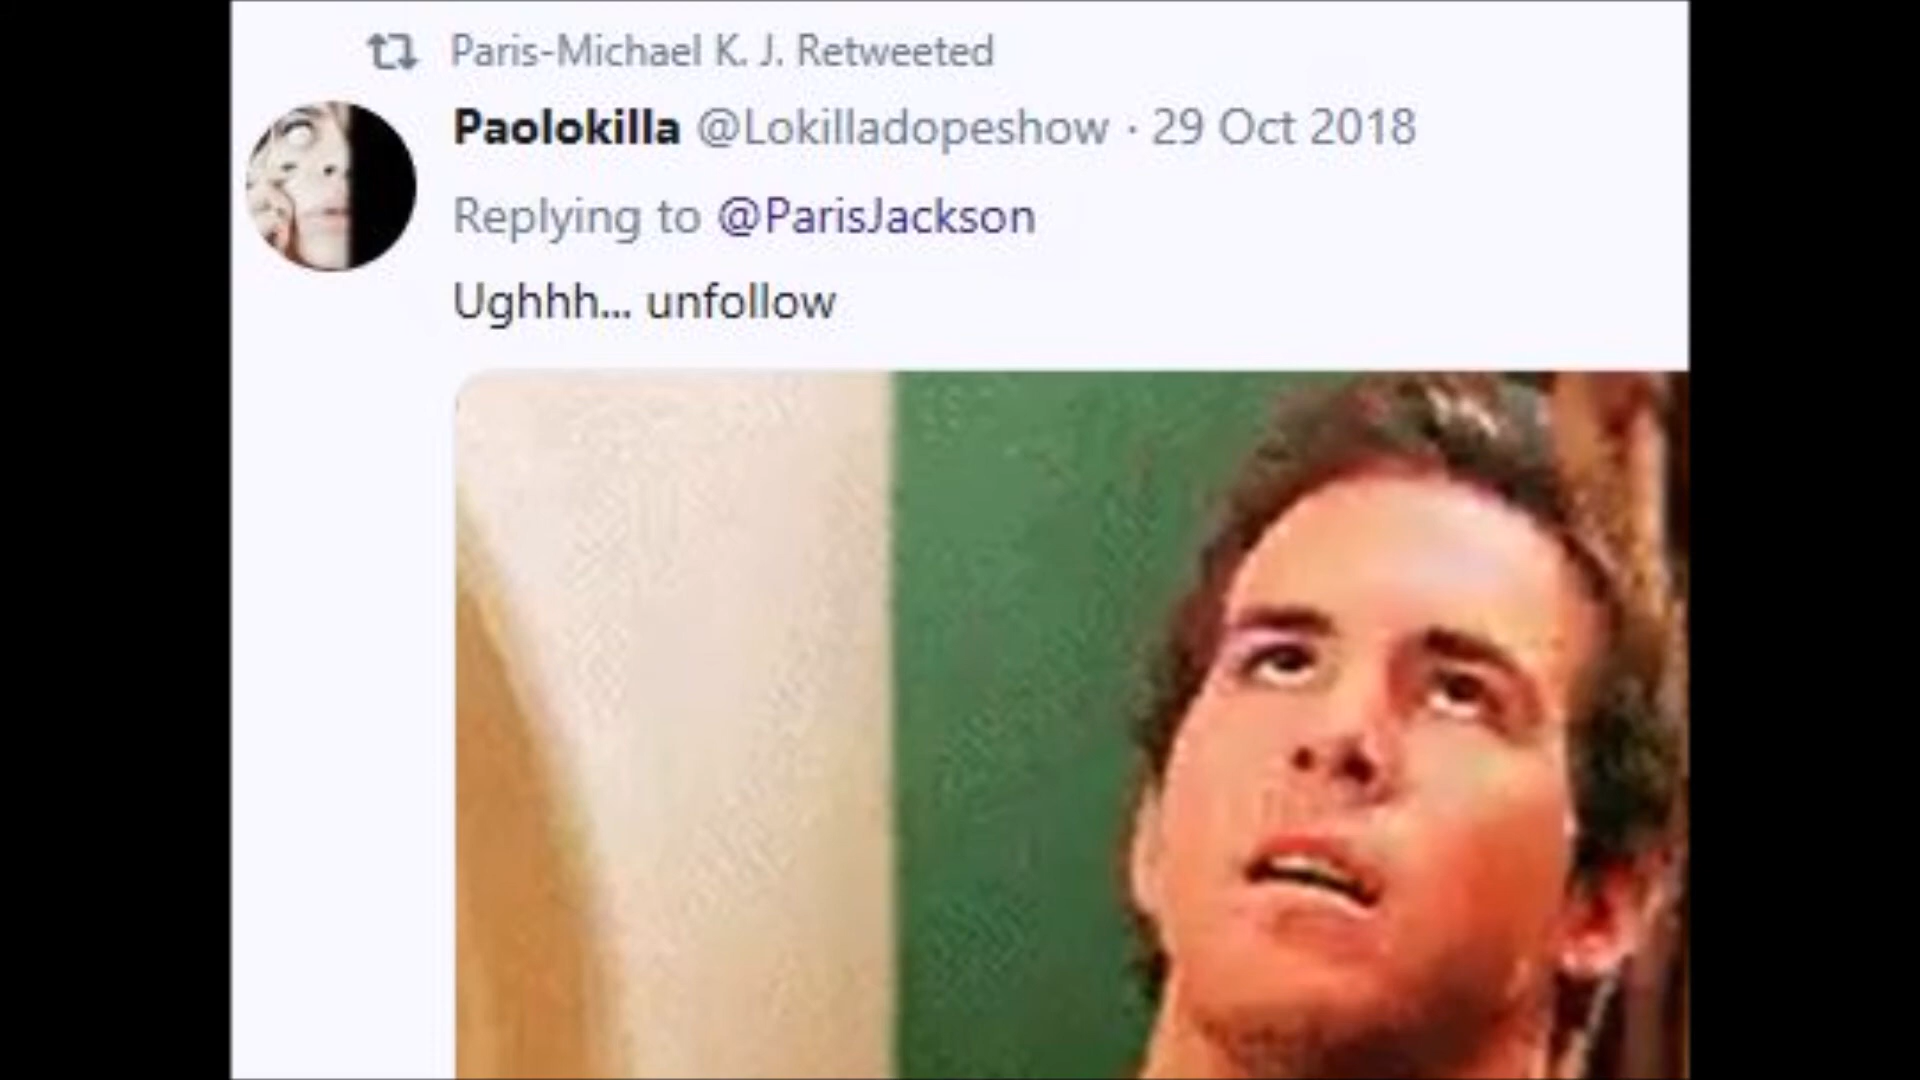 Paris-Michael K. J. Retweeted
Paolokilla @Lokilladopeshow · 29 Oct 2018
Replying to @ParisJackson
Ughhh... unfollow